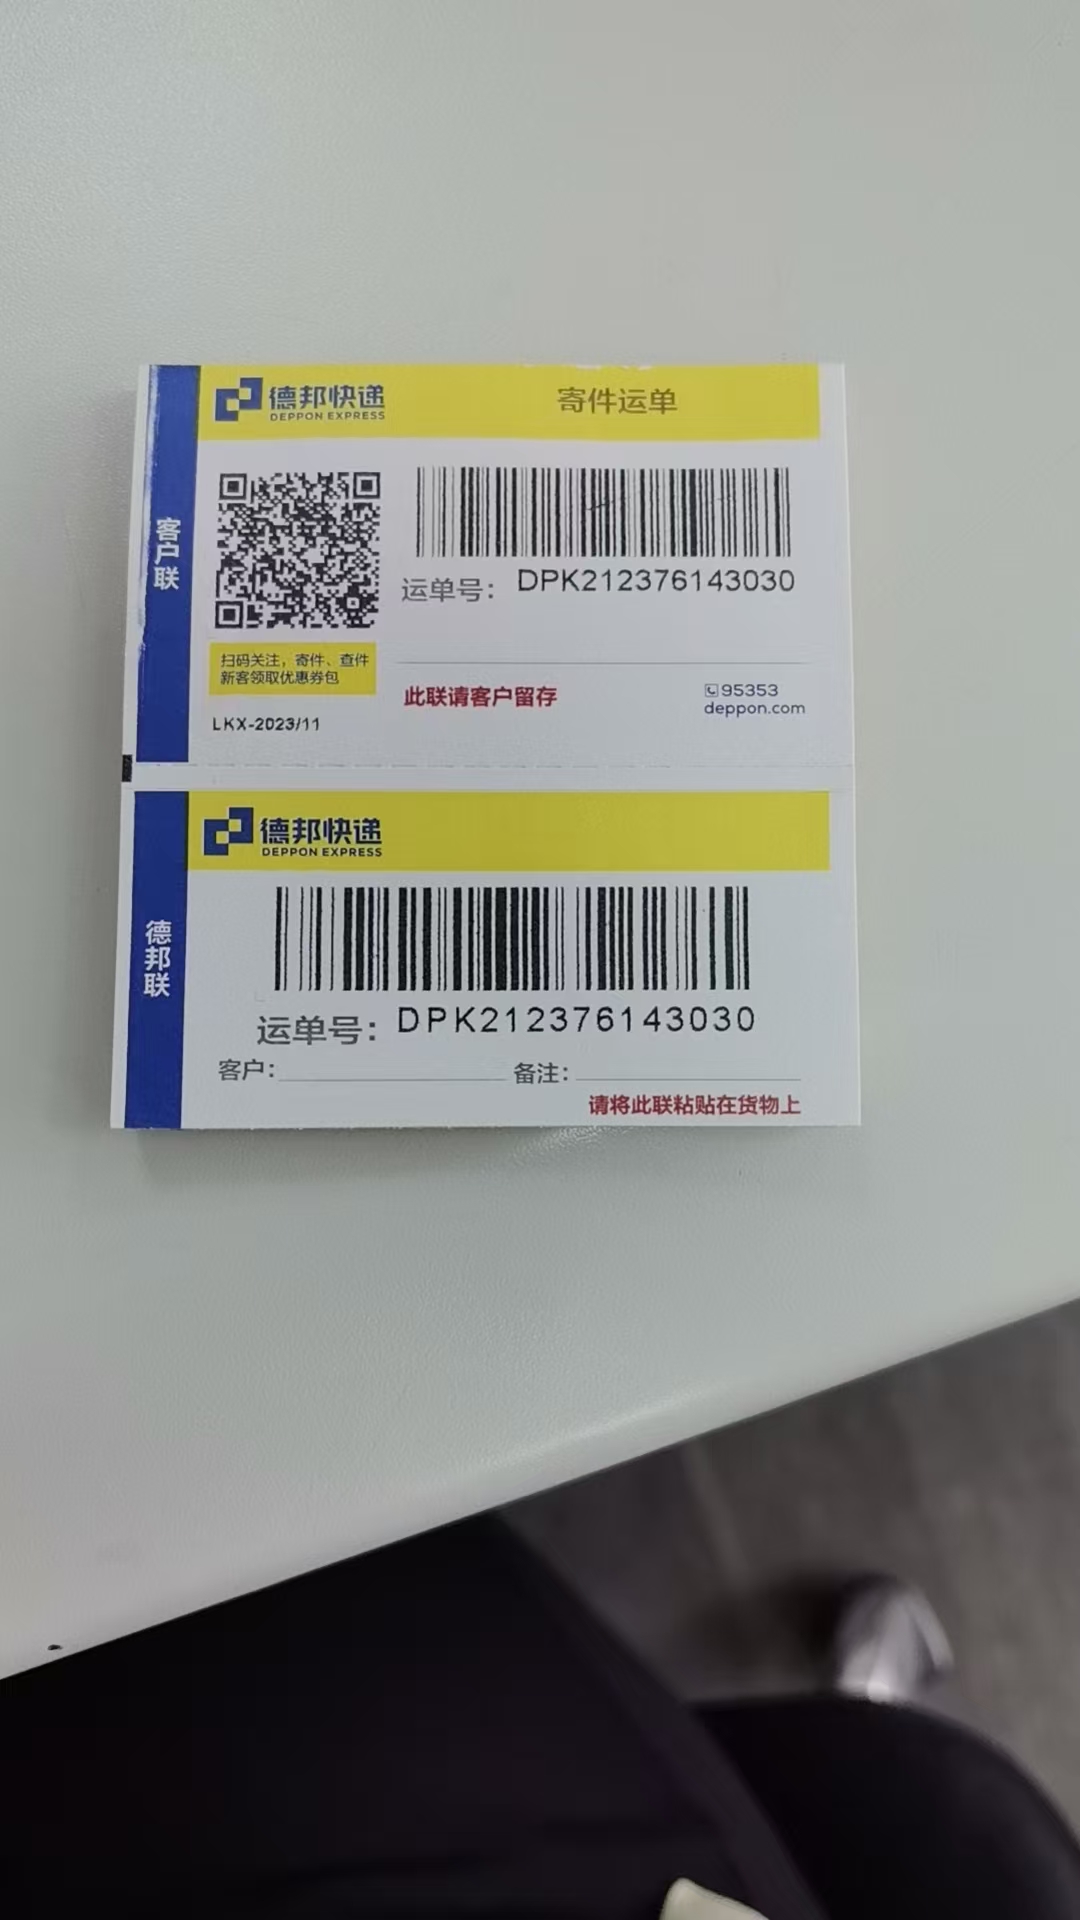 德邦快递
DEPPON EXPRESS
寄件运单
客户联
运单号：DPK212376143030
扫码关注，寄件、查件
新客领取优惠券包
LKX-2023/11
此联请客户留存
95353
deppon.com
德邦快递
DEPPON EXPRESS
德邦联
运单号：DPK212376143030
客户：
备注：
请将此联粘贴在货物上